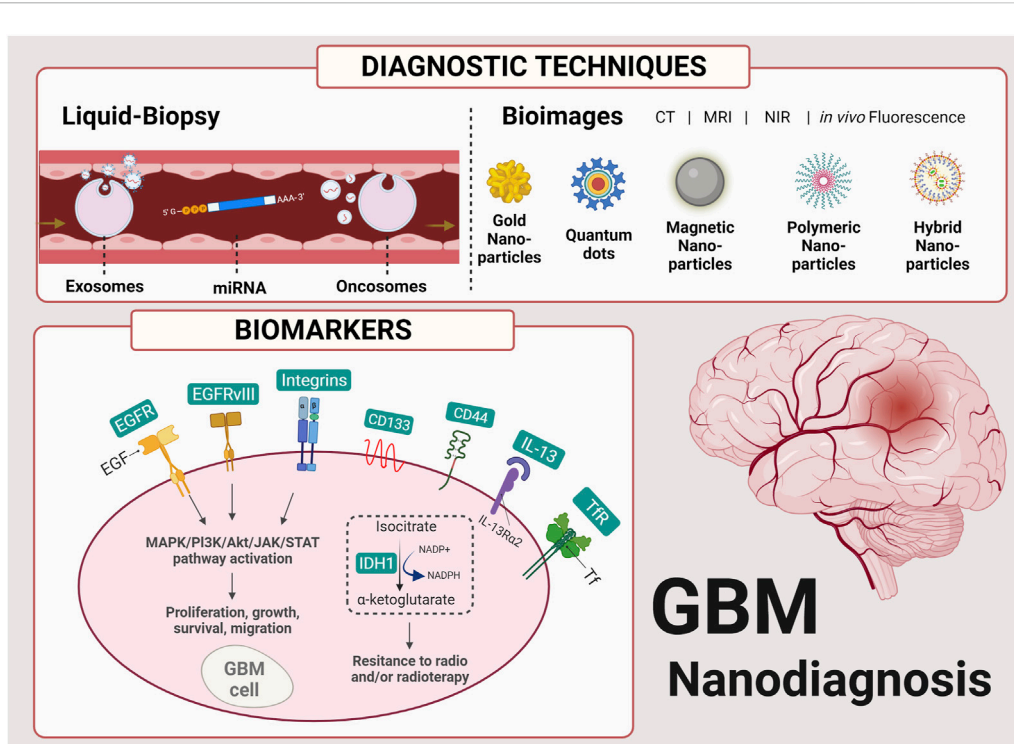 DIAGNOSTIC TECHNIQUES
Liquid-Biopsy
5' G PPP AAA-3'
Exosomes
miRNA
Oncosomes
Bioimages CT | MRI | NIR | in vivo Fluorescence
Gold
Nano-
particles
Quantum
dots
Magnetic
Nano-
particles
Polymeric
Nano-
particles
Hybrid
Nano-
particles
BIOMARKERS
EGFR
EGF
EGFRvIII
Integrins
α β
CD133
CD44
IL-13
IL-13Rα2
TfR
Tf
MAPK/PI3K/Akt/JAK/STAT
pathway activation
Proliferation, growth,
survival, migration
GBM
cell
Isocitrate
NADP+
IDH1
NADPH
α-ketoglutarate
Resitance to radio
and/or radioterapy
GBM
Nanodiagnosis